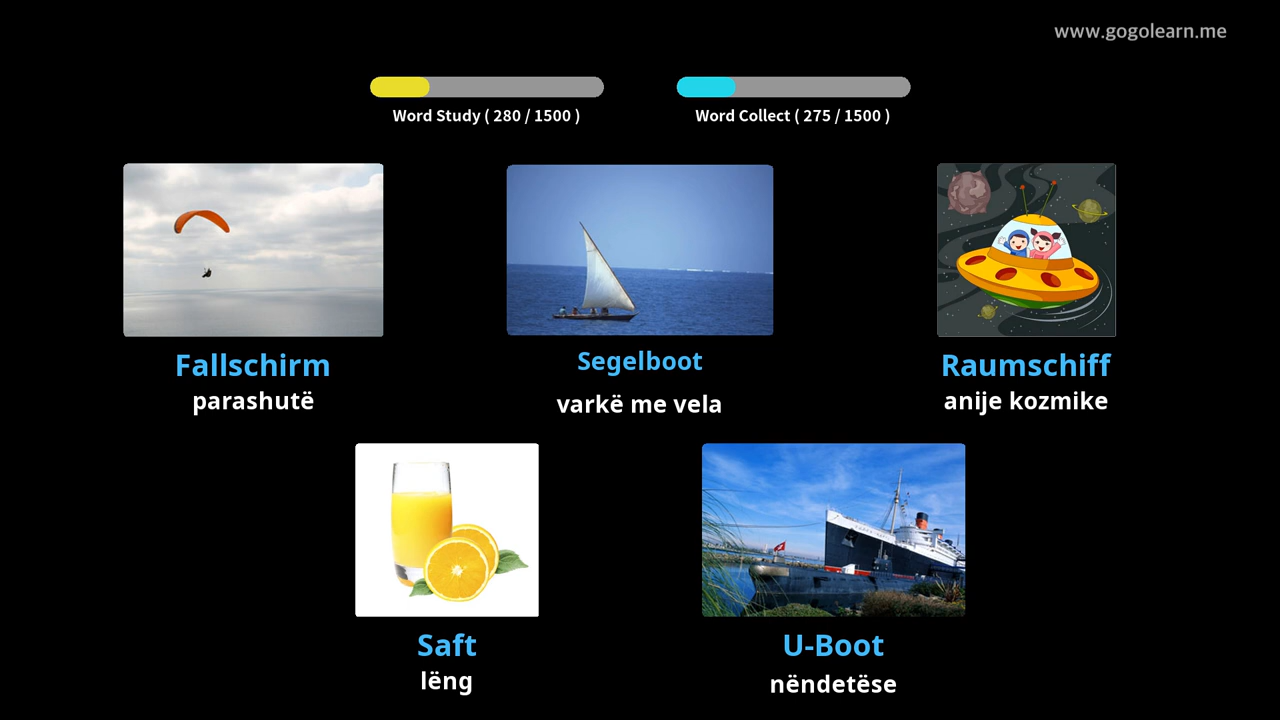 www.gogolearn.me
Word Study ( 280 / 1500 )
Word Collect ( 275 / 1500 )
Fallschirm
parashutë
Segelboot
varkë me vela
Raumschiff
anije kozmike
Saft
lëng
U-Boot
nëndetëse